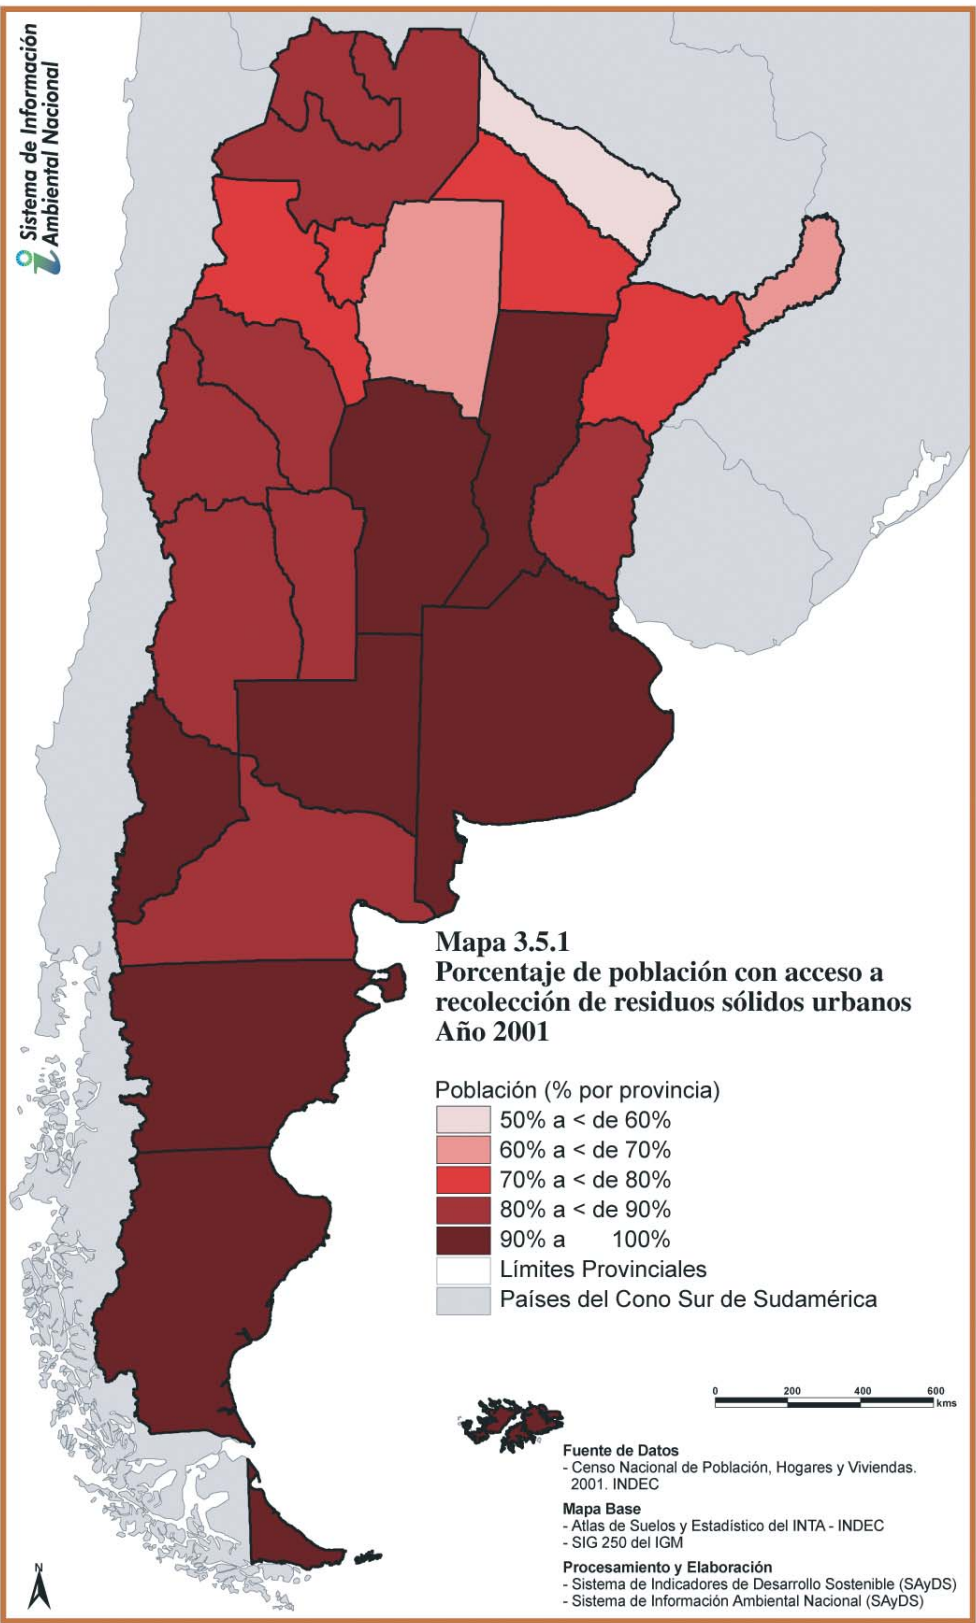 Sistema de Información
Ambiental Nacional
Mapa 3.5.1
Porcentaje de población con acceso a
recolección de residuos sólidos urbanos
Año 2001
Población (% por provincia)
50% a < de 60%
60% a < de 70%
70% a < de 80%
80% a < de 90%
90% a 100%
Límites Provinciales
Países del Cono Sur de Sudamérica
0 200 400 600
kms
Fuente de Datos
- Censo Nacional de Población, Hogares y Viviendas.
2001. INDEC
Mapa Base
- Atlas de Suelos y Estadístico del INTA - INDEC
- SIG 250 del IGM
Procesamiento y Elaboración
- Sistema de Indicadores de Desarrollo Sostenible (SAyDS)
- Sistema de Información Ambiental Nacional (SAyDS)
N